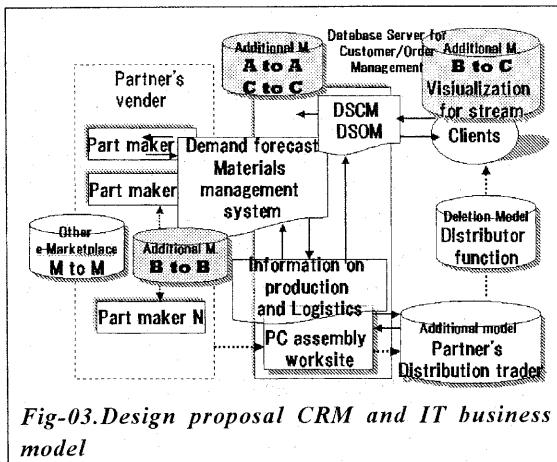 Database Server for
Customer/Order
Management
Additional M.
A to A
C to C
Additional M.
B to C
Visiualization
for stream
Clients
Partner's
vender
DSCM
DSOM
Part maker
Part maker
Demand forecast
Materials
management
system
Other
e-Marketplace
M to M
Additional M.
B to B
Part maker N
Information on
production
and Logistics
PC assembly
worksite
Deletion Model
Distributor
function
Additional model
Partner's
Distribution trader
Fig-03.Design proposal CRM and IT business
model